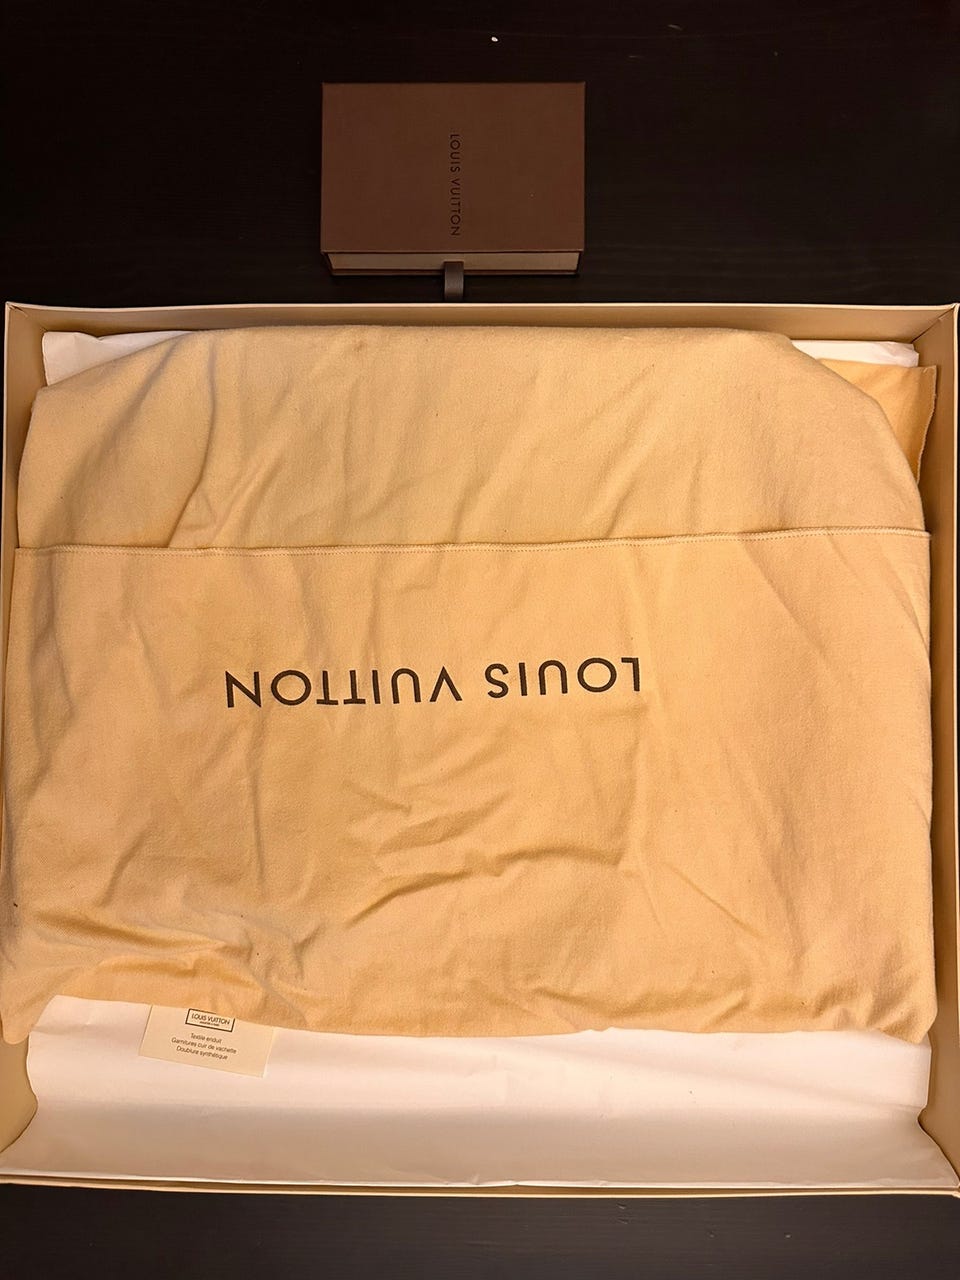 LOUIS VUITTON
LOUIS VUITTON
LOUIS VUITTON
Textile enduit
Garnitures cuir de vachette
Doublure synthétique